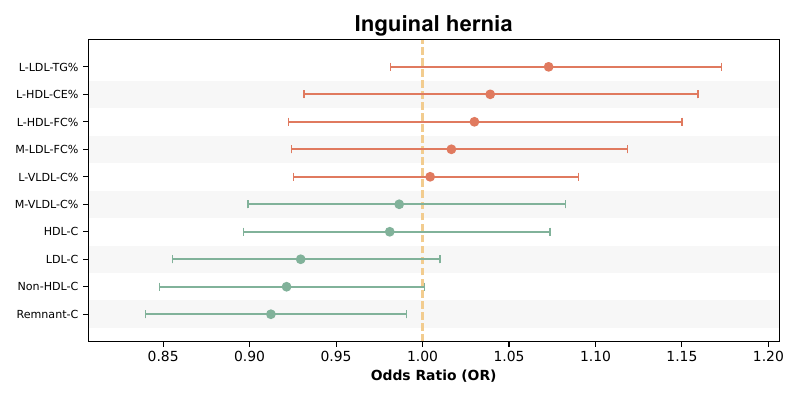 Inguinal hernia
L-LDL-TG%
L-HDL-CE%
L-HDL-FC%
M-LDL-FC%
L-VLDL-C%
M-VLDL-C%
HDL-C
LDL-C
Non-HDL-C
Remnant-C
0.85 0.90 0.95 1.00 1.05 1.10 1.15 1.20
Odds Ratio (OR)